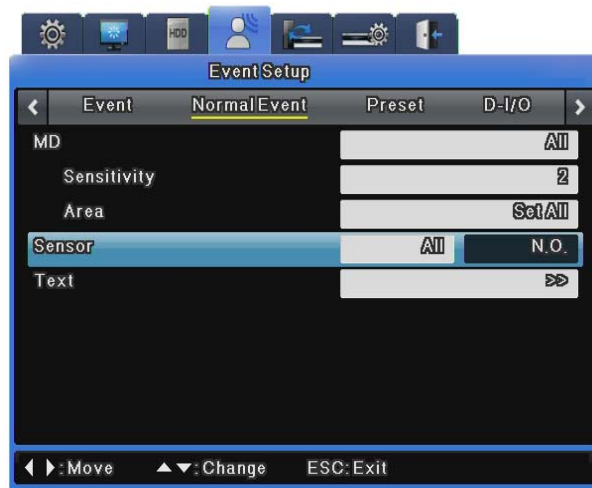 HDD
Event Setup
Event Normal Event Preset D-I/O
MD All
Sensitivity 2
Area Set All
Sensor All N.O.
Text >>
:Move :Change ESC:Exit